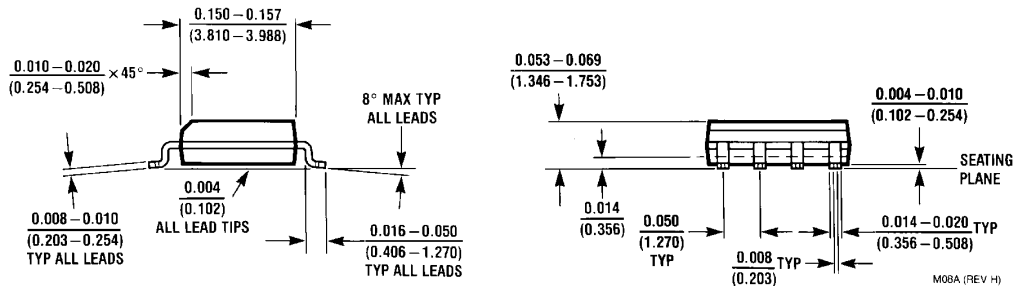 0.150 – 0.157
(3.810 – 3.988)
0.010 – 0.020
(0.254 – 0.508)
× 45°
8° MAX TYP
ALL LEADS
0.004
(0.102)
ALL LEAD TIPS
0.008 – 0.010
(0.203 – 0.254)
TYP ALL LEADS
0.016 – 0.050
(0.406 – 1.270)
TYP ALL LEADS
0.053 – 0.069
(1.346 – 1.753)
0.004 – 0.010
(0.102 – 0.254)
SEATING
PLANE
0.014
(0.356)
0.050
(1.270)
TYP
0.014 – 0.020 TYP
(0.356 – 0.508)
0.008 TYP
(0.203)
M08A (REV H)